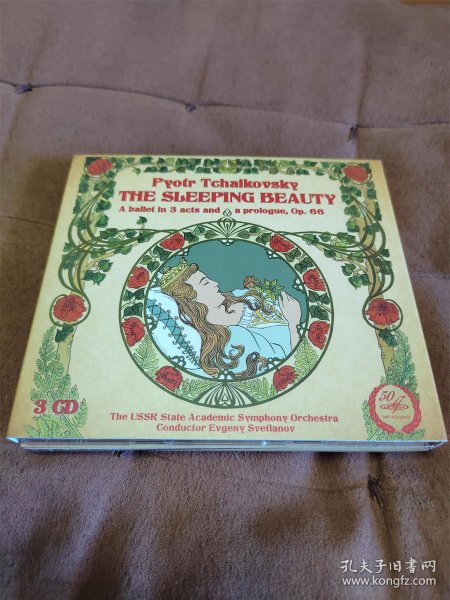 Pyotr Tchaikovsky
THE SLEEPING BEAUTY
A ballet in 3 acts and a prologue, Op. 66
3 CD
50
The USSR State Academic Symphony Orchestra
Conductor Evgeny Svetlanov
孔夫子旧书网
www.kongfz.com